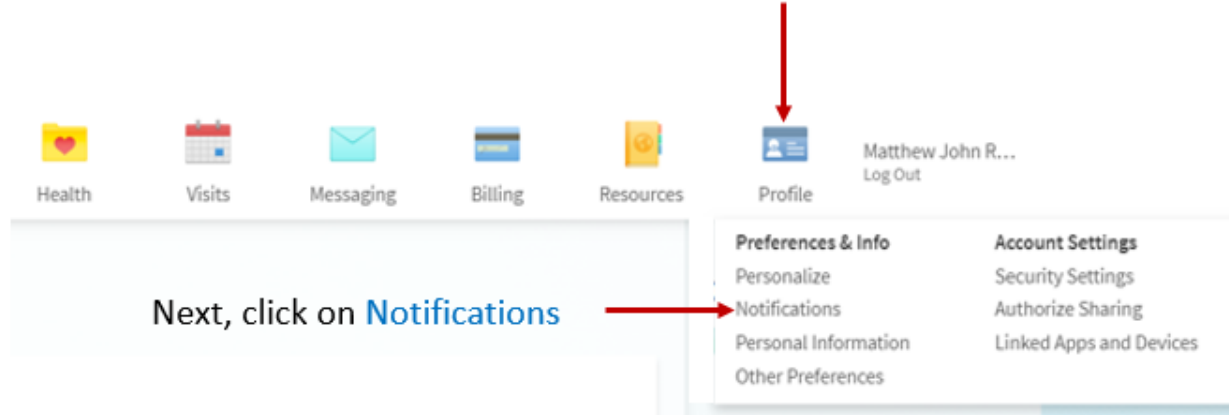 Health
Visits
Messaging
Billing
Resources
Profile
Matthew John R...
Log Out
Preferences & Info
Personalize
Notifications
Personal Information
Other Preferences
Account Settings
Security Settings
Authorize Sharing
Linked Apps and Devices
Next, click on Notifications